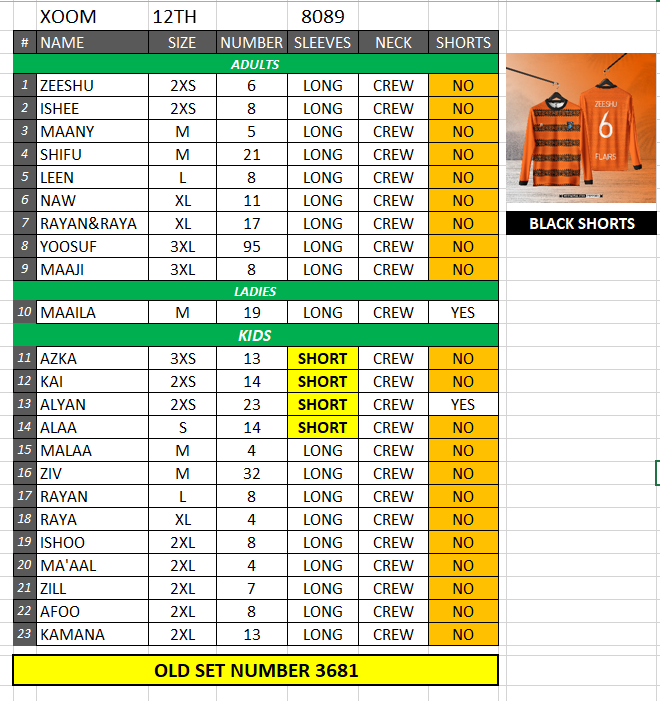 XOOM 12TH 8089
# NAME SIZE NUMBER SLEEVES NECK SHORTS
ADULTS
1 ZEESHU 2XS 6 LONG CREW NO
2 ISHEE 2XS 8 LONG CREW NO
3 MAANY M 5 LONG CREW NO
4 SHIFU M 21 LONG CREW NO
5 LEEN L 8 LONG CREW NO
6 NAW XL 11 LONG CREW NO
7 RAYAN&RAYA XL 17 LONG CREW NO
8 YOOSUF 3XL 95 LONG CREW NO
9 MAAJI 3XL 8 LONG CREW NO
LADIES
10 MAAILA M 19 LONG CREW YES
KIDS
11 AZKA 3XS 13 SHORT CREW NO
12 KAI 2XS 14 SHORT CREW NO
13 ALYAN 2XS 23 SHORT CREW YES
14 ALAA S 14 SHORT CREW NO
15 MALAA M 4 LONG CREW NO
16 ZIV M 32 LONG CREW NO
17 RAYAN L 8 LONG CREW NO
18 RAYA XL 4 LONG CREW NO
19 ISHOO 2XL 8 LONG CREW NO
20 MA'AAL 2XL 4 LONG CREW NO
21 ZILL 2XL 7 LONG CREW NO
22 AFOO 2XL 8 LONG CREW NO
23 KAMANA 2XL 13 LONG CREW NO
OLD SET NUMBER 3681
ZEESHU
6
FLAIRS
BLACK SHORTS